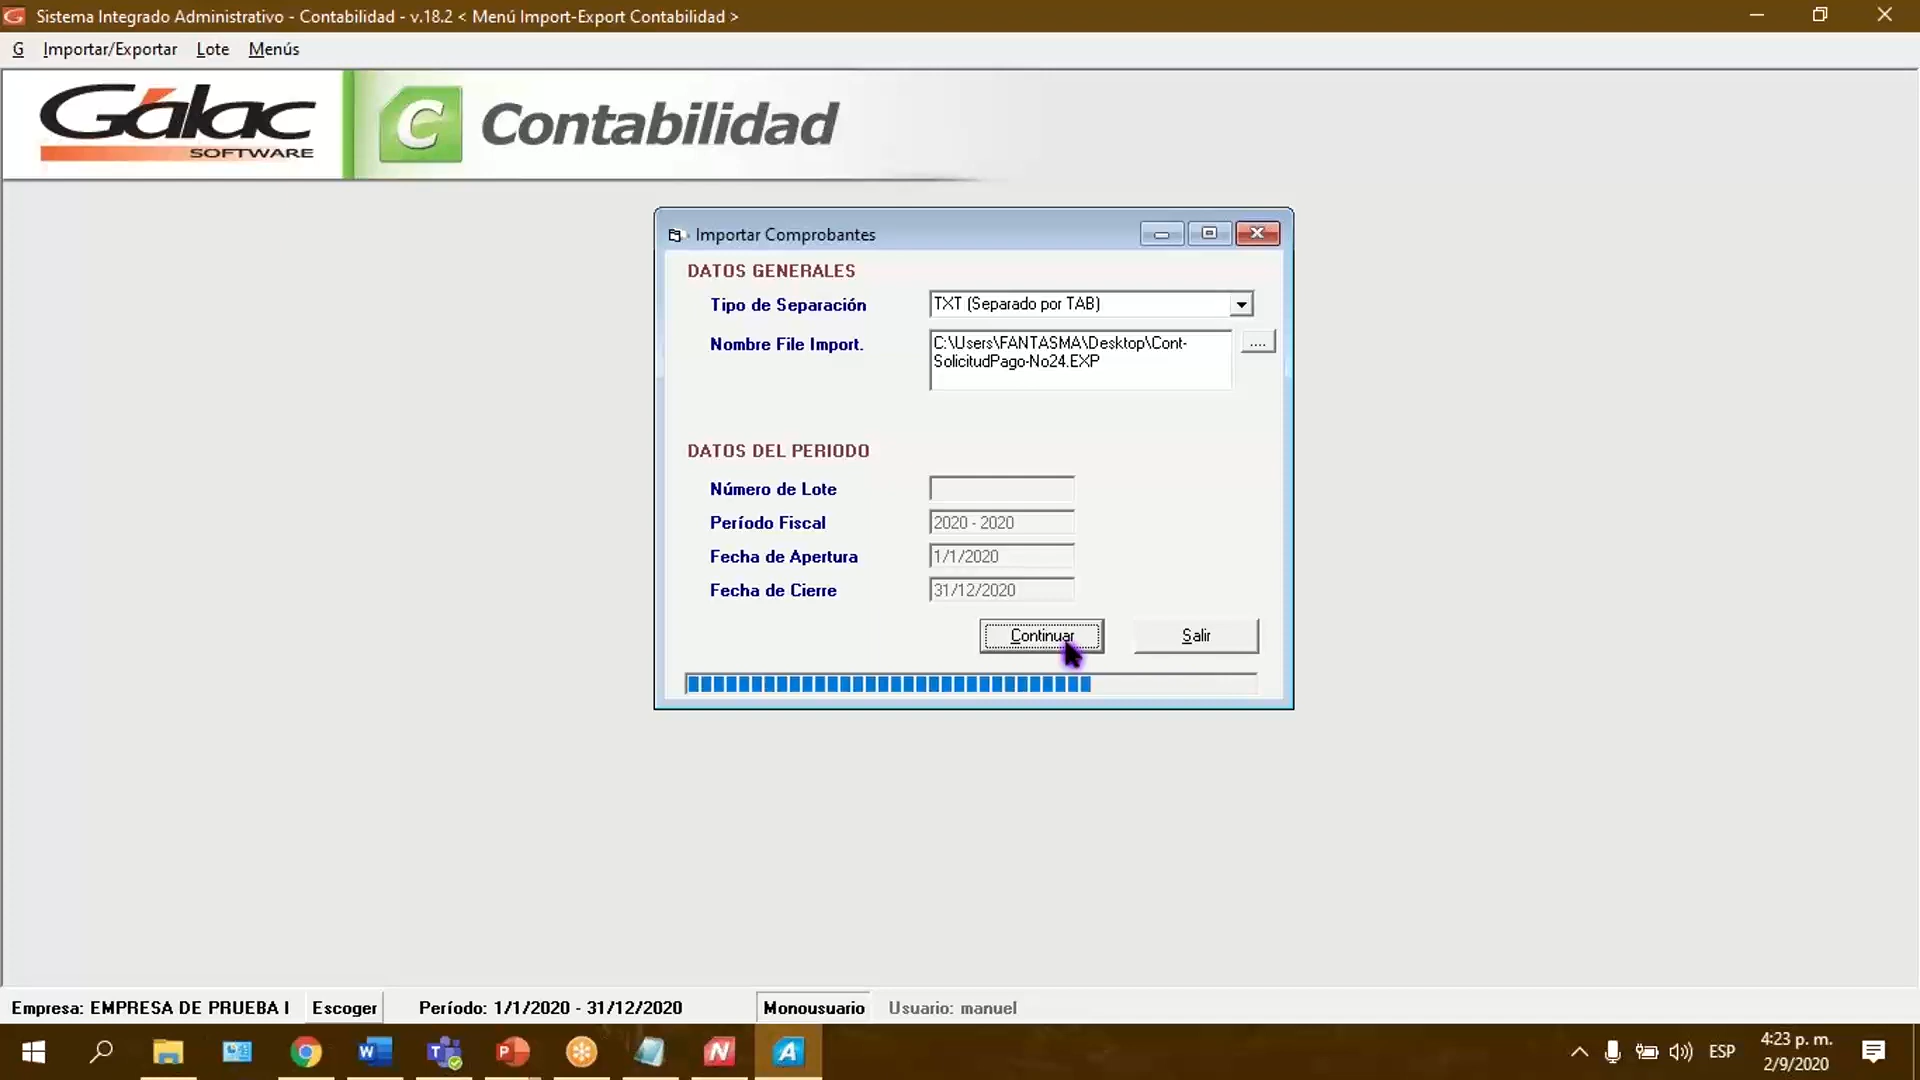 Sistema Integrado Administrativo - Contabilidad - v.18.2 < Menú Import-Export Contabilidad >
G Importar/Exportar Lote Menús
Gálac
SOFTWARE
C Contabilidad
Importar Comprobantes
DATOS GENERALES
Tipo de Separación TXT (Separado por TAB)
Nombre File Import. C:\Users\FANTASMA\Desktop\Cont-
SolicitudPago-No24.EXP
....
DATOS DEL PERIODO
Número de Lote
Período Fiscal 2020 - 2020
Fecha de Apertura 1/1/2020
Fecha de Cierre 31/12/2020
Continuar Salir
Empresa: EMPRESA DE PRUEBA I Escoger Período: 1/1/2020 - 31/12/2020 Monousuario Usuario: manuel
ESP
4:23 p. m.
2/9/2020